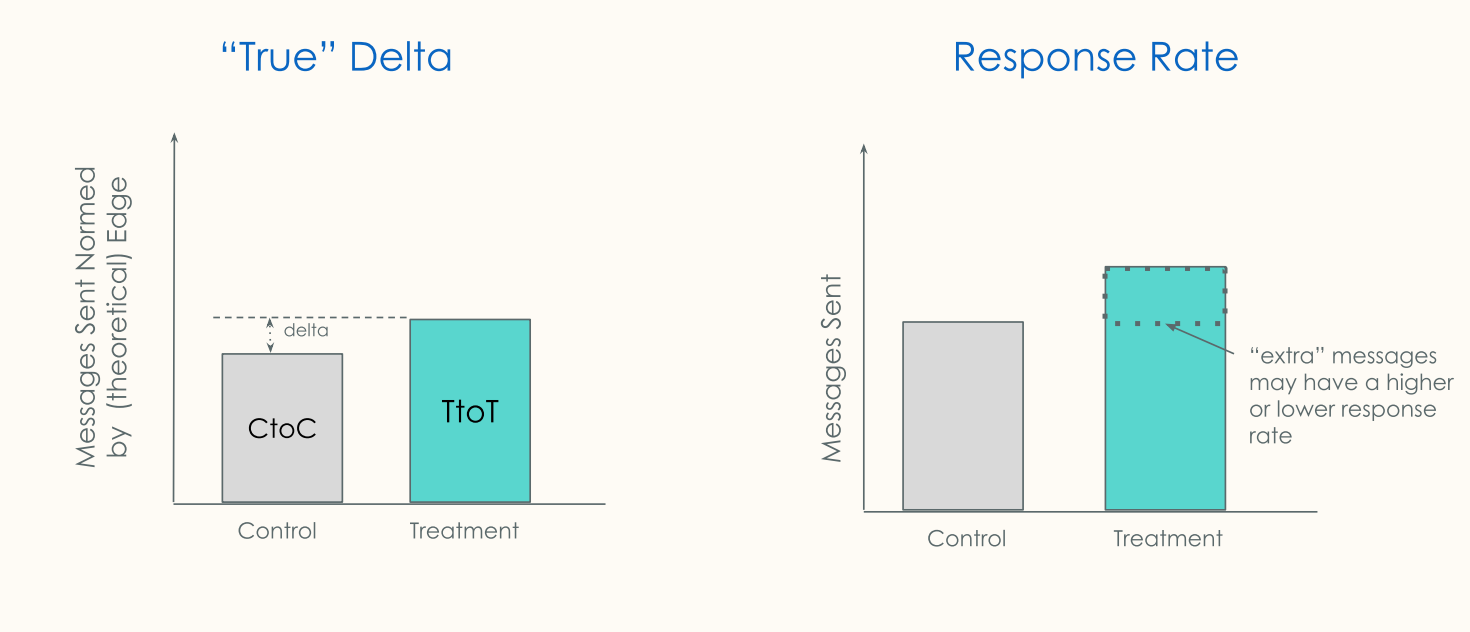 “True” Delta
Messages Sent Normed
by (theoretical) Edge
delta
CtoC
TtoT
Control
Treatment
Response Rate
Messages Sent
“extra” messages
may have a higher
or lower response
rate
Control
Treatment